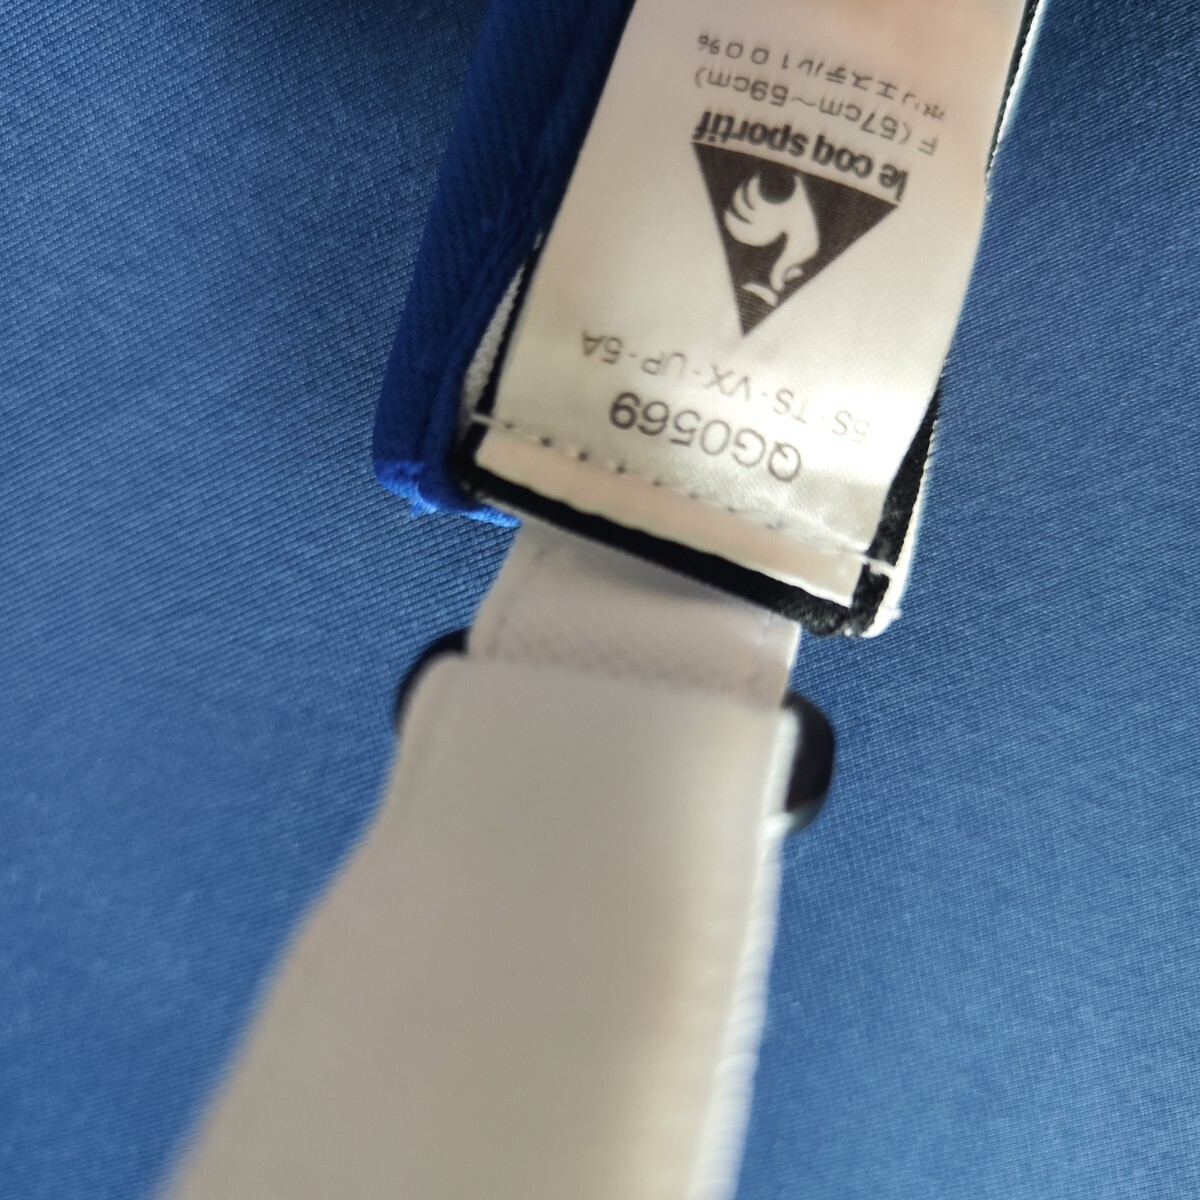 QG0569
5S-TS-VX-UP-5A
le coq sportif
F(57cm～59cm)
ポリエステル100%